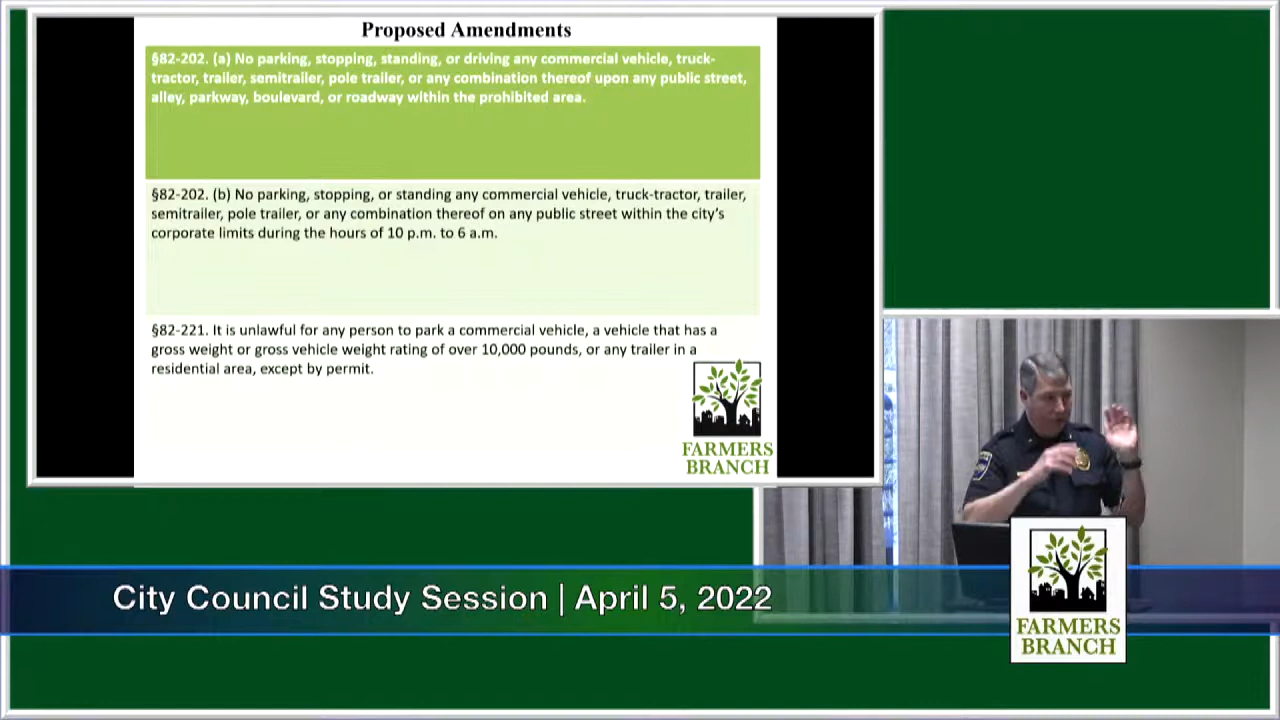 Proposed Amendments
§82-202. (a) No parking, stopping, standing, or driving any commercial vehicle, truck-
tractor, trailer, semitrailer, pole trailer, or any combination thereof upon any public street,
alley, parkway, boulevard, or roadway within the prohibited area.
§82-202. (b) No parking, stopping, or standing any commercial vehicle, truck-tractor, trailer,
semitrailer, pole trailer, or any combination thereof on any public street within the city's
corporate limits during the hours of 10 p.m. to 6 a.m.
§82-221. It is unlawful for any person to park a commercial vehicle, a vehicle that has a
gross weight or gross vehicle weight rating of over 10,000 pounds, or any trailer in a
residential area, except by permit.
FARMERS
BRANCH
City Council Study Session | April 5, 2022
FARMERS
BRANCH